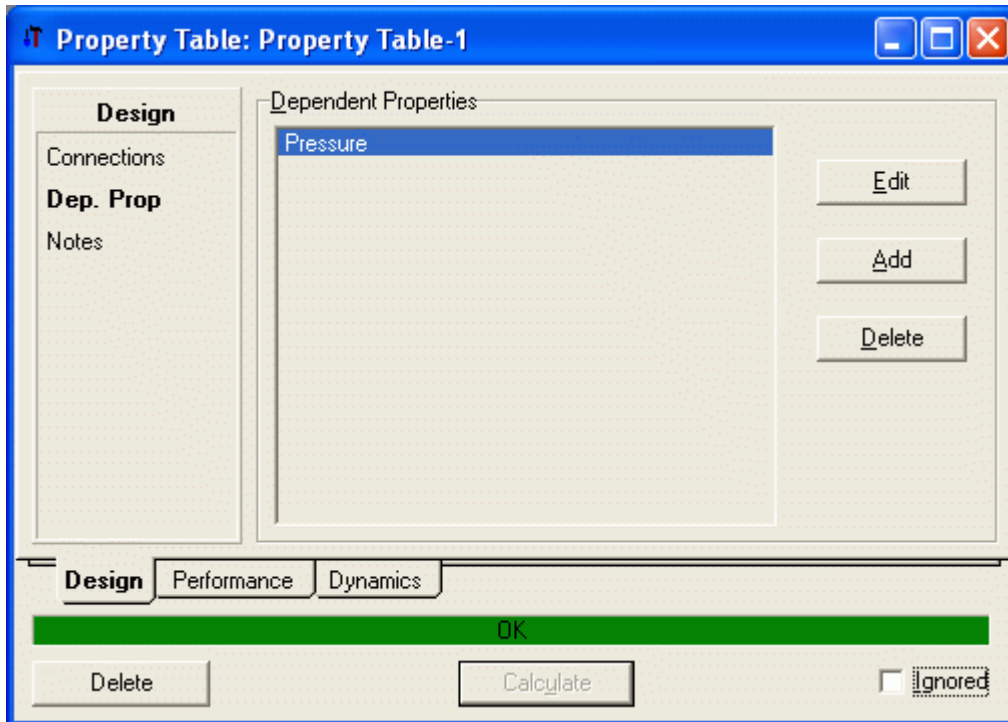 Property Table: Property Table-1
Design
Connections
Dep. Prop
Notes
Dependent Properties
Pressure
Edit
Add
Delete
Design Performance Dynamics
OK
Delete Calculate Ignored